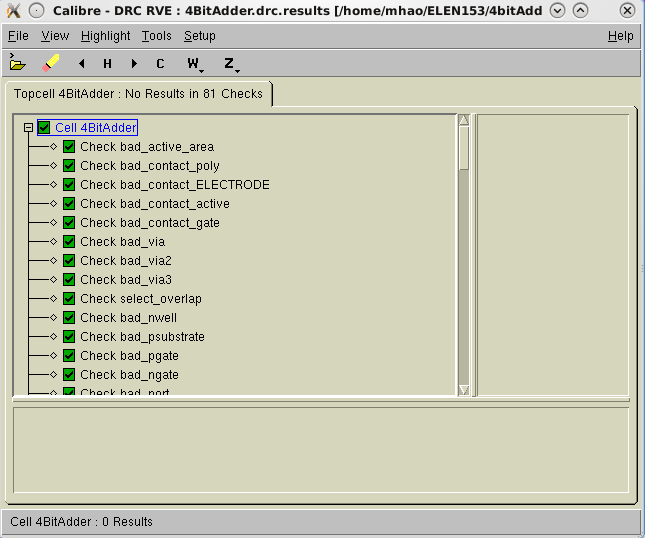 Calibre - DRC RVE : 4BitAdder.drc.results [/home/mhao/ELEN153/4bitAdd
File View Highlight Tools Setup Help
H C W Z
Topcell 4BitAdder : No Results in 81 Checks
Cell 4BitAdder
Check bad_active_area
Check bad_contact_poly
Check bad_contact_ELECTRODE
Check bad_contact_active
Check bad_contact_gate
Check bad_via
Check bad_via2
Check bad_via3
Check select_overlap
Check bad_nwell
Check bad_psubstrate
Check bad_pgate
Check bad_ngate
Check
Cell 4BitAdder : 0 Results